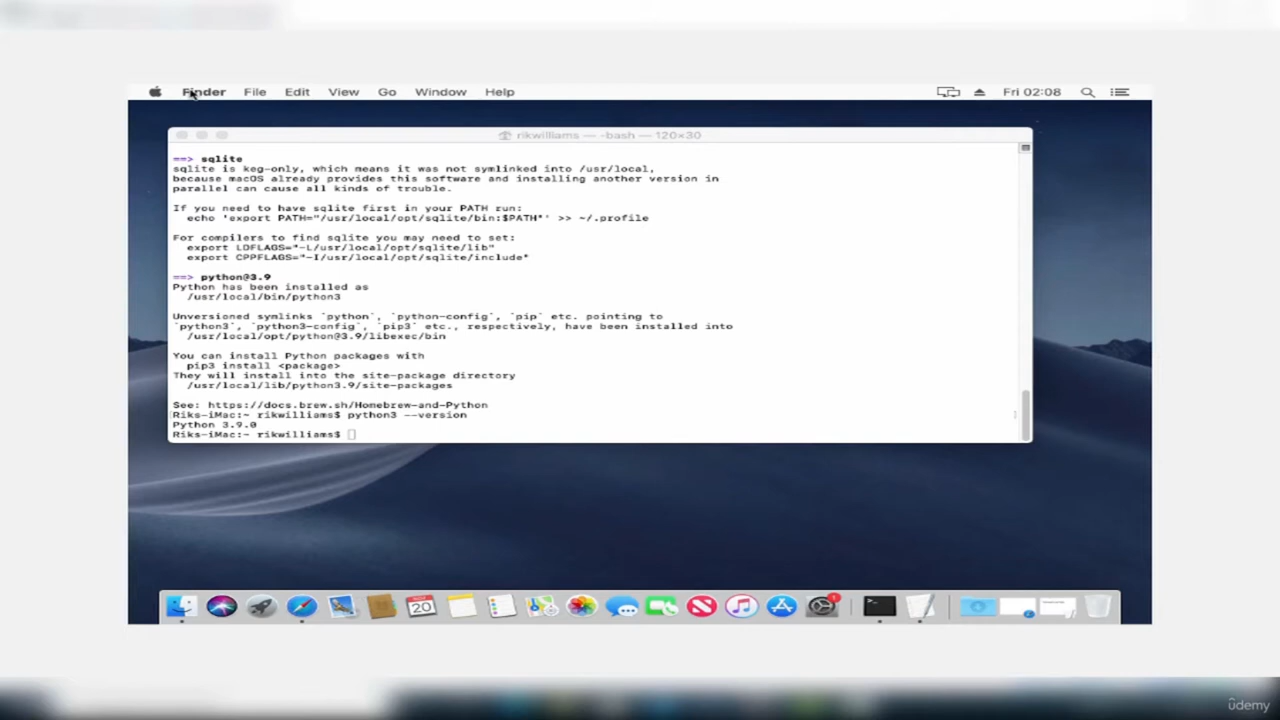 Finder File Edit View Go Window Help Fri 02:08
rikwilliams — -bash — 120×30
==> sqlite
sqlite is keg-only, which means it was not symlinked into /usr/local,
because macOS already provides this software and installing another version in
parallel can cause all kinds of trouble.
If you need to have sqlite first in your PATH run:
echo 'export PATH="/usr/local/opt/sqlite/bin:$PATH"' >> ~/.profile
For compilers to find sqlite you may need to set:
export LDFLAGS="-L/usr/local/opt/sqlite/lib"
export CPPFLAGS="-I/usr/local/opt/sqlite/include"
==> python@3.9
Python has been installed as
/usr/local/bin/python3
Unversioned symlinks `python`, `python-config`, `pip` etc. pointing to
`python3`, `python3-config`, `pip3` etc., respectively, have been installed into
/usr/local/opt/python@3.9/libexec/bin
You can install Python packages with
pip3 install <package>
They will install into the site-package directory
/usr/local/lib/python3.9/site-packages
See: https://docs.brew.sh/Homebrew-and-Python
Riks-iMac:~ rikwilliams$ python3 --version
Python 3.9.0
Riks-iMac:~ rikwilliams$
20
1
ûdemy